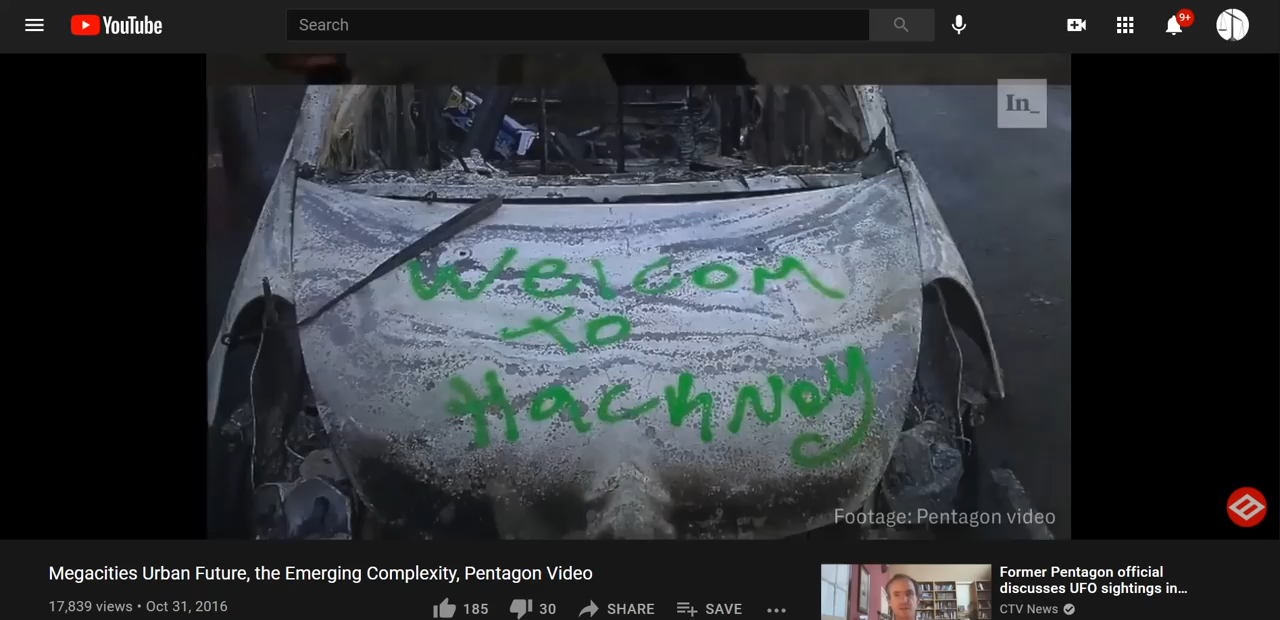 YouTube
Search
9+
In_
Welcom
To
HackNey
Footage: Pentagon video
Megacities Urban Future, the Emerging Complexity, Pentagon Video
17,839 views • Oct 31, 2016
185
30
SHARE
SAVE
Former Pentagon official
discusses UFO sightings in...
CTV News